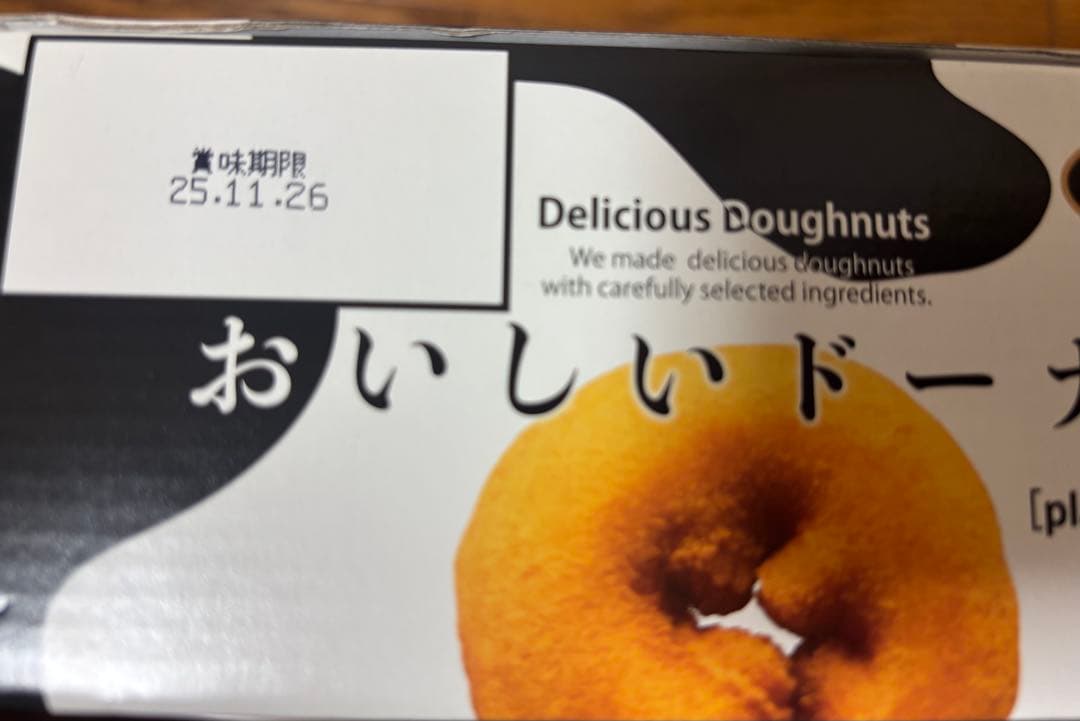 賞味期限
25.11.26
Delicious Doughnuts
We made delicious doughnuts
with carefully selected ingredients.
おいしいドー
[pl